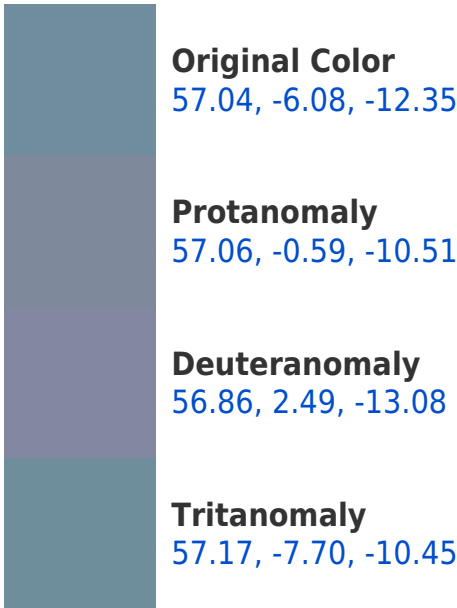 Original Color
57.04, -6.08, -12.35
Protanomaly
57.06, -0.59, -10.51
Deuteranomaly
56.86, 2.49, -13.08
Tritanomaly
57.17, -7.70, -10.45